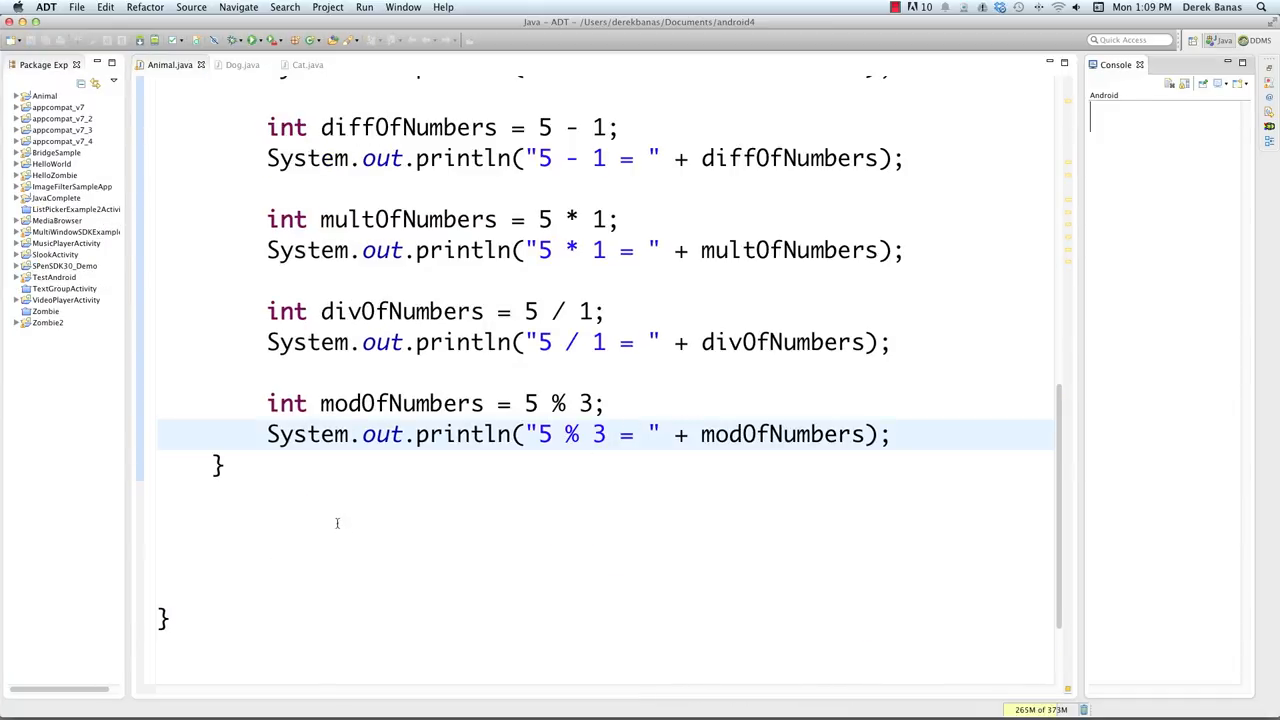 ADT File Edit Refactor Source Navigate Search Project Run Window Help 10 Mon 1:09 PM Derek Banas
Java - ADT - /Users/derekbanas/Documents/android4
Quick Access Java DDMS
Package Exp Animal.java Dog.java Cat.java Console
Android
Animal
appcompat_v7
appcompat_v7_2
appcompat_v7_3
appcompat_v7_4
BridgeSample
HelloWorld
HelloZombie
ImageFilterSampleApp
JavaComplete
ListPickerExample2Activi
MediaBrowser
MultiWindowSDKExample
MusicPlayerActivity
SlookActivity
SPenSDK30_Demo
TestAndroid
TextGroupActivity
VideoPlayerActivity
Zombie
Zombie2
int diffOfNumbers = 5 - 1;
System.out.println("5 - 1 = " + diffOfNumbers);
int multOfNumbers = 5 * 1;
System.out.println("5 * 1 = " + multOfNumbers);
int divOfNumbers = 5 / 1;
System.out.println("5 / 1 = " + divOfNumbers);
int modOfNumbers = 5 % 3;
System.out.println("5 % 3 = " + modOfNumbers);
}
}
265M of 373M